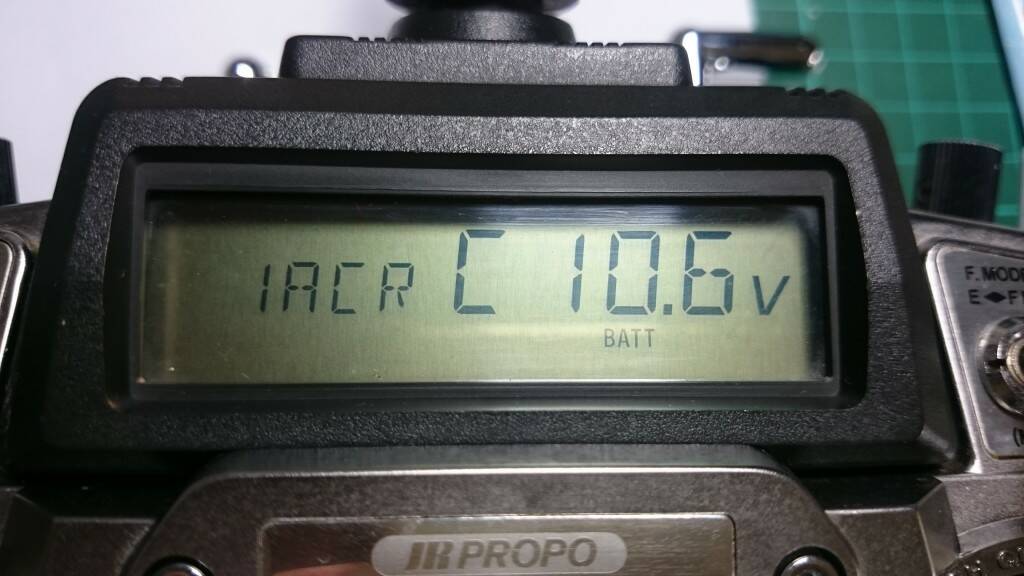 1ACR C 10.6V
BATT
F.MODE
E◆F
JR PROPO